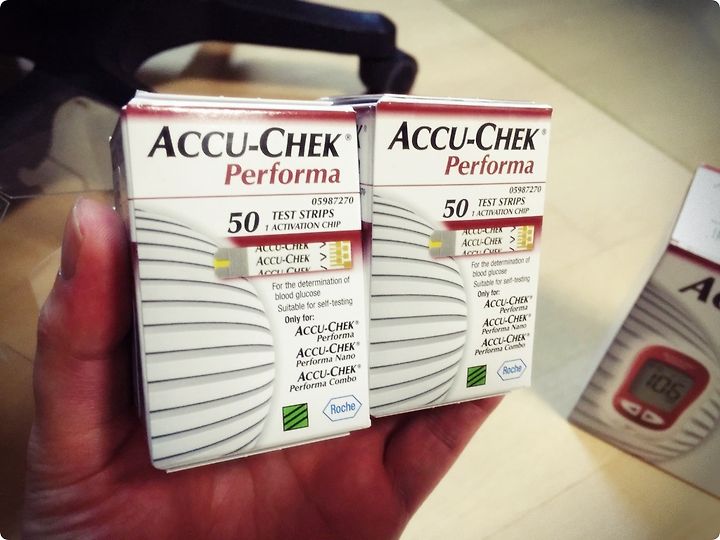 ACCU-CHEK®
Performa
05987270
50 TEST STRIPS
1 ACTIVATION CHIP
ACCU-CHEK >
ACCU-CHEK >
ACCU-CHEK >
For the determination of
blood glucose
Suitable for self-testing
Only for:
ACCU-CHEK®
Performa
ACCU-CHEK®
Performa Nano
ACCU-CHEK®
Performa Combo
Roche
ACCU-CHEK®
Performa
05987270
50 TEST STRIPS
1 ACTIVATION CHIP
ACCU-CHEK >
ACCU-CHEK >
ACCU-CHEK >
For the determination of
blood glucose
Suitable for self-testing
Only for:
ACCU-CHEK®
Performa
ACCU-CHEK®
Performa Nano
ACCU-CHEK®
Performa Combo
Roche
106